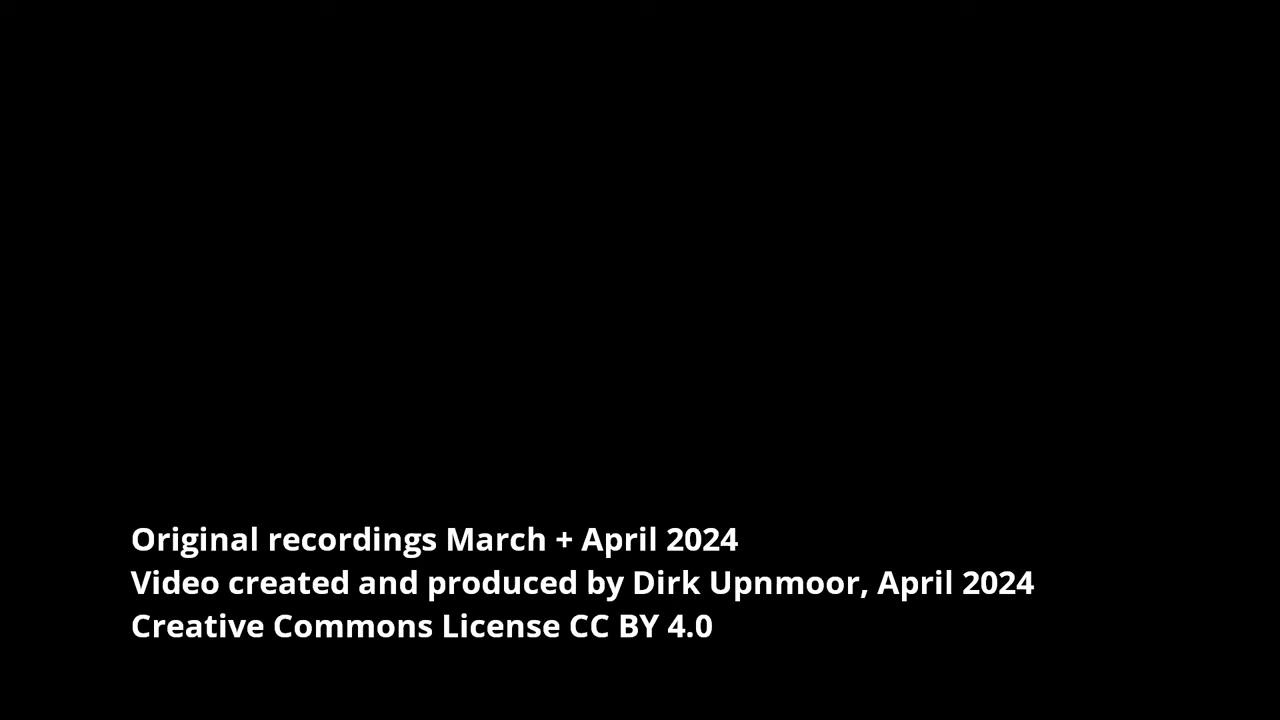 Original recordings March + April 2024
Video created and produced by Dirk Upnmoor, April 2024
Creative Commons License CC BY 4.0